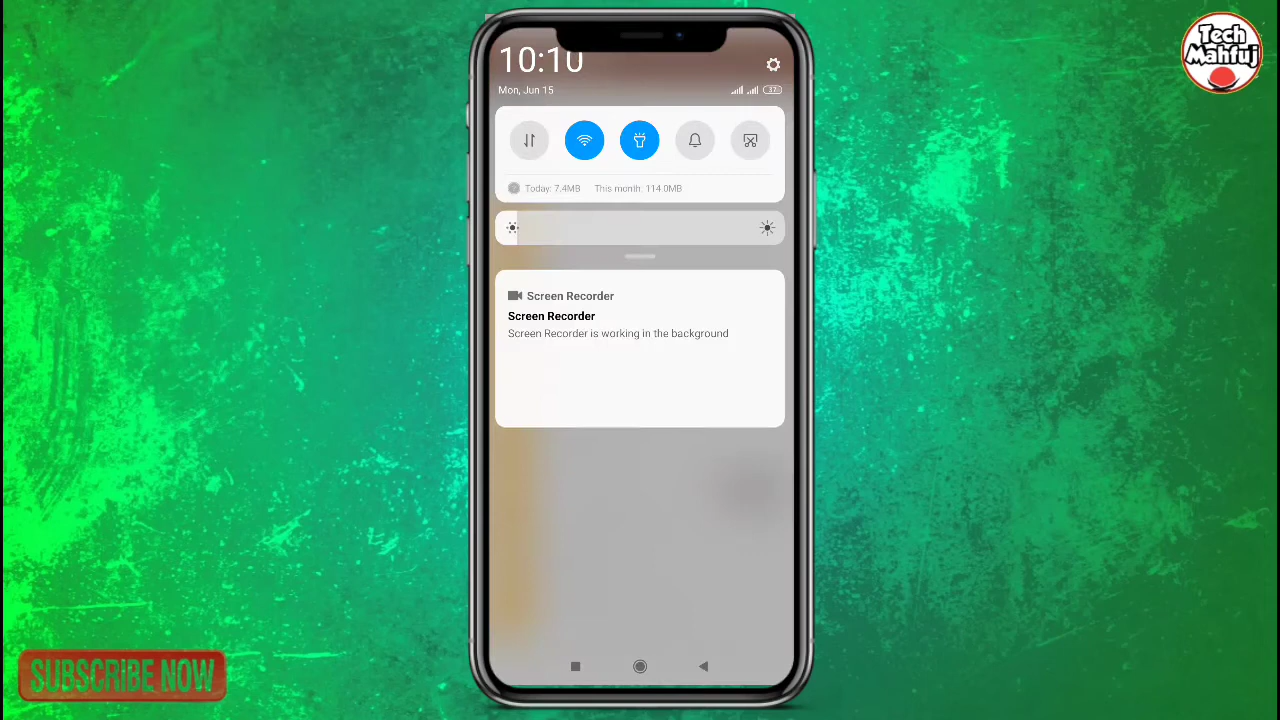 Tech
Mahfuj
10:10
Mon, Jun 15
37
Today: 7.4MB This month: 114.0MB
Screen Recorder
Screen Recorder
Screen Recorder is working in the background
SUBSCRIBE NOW